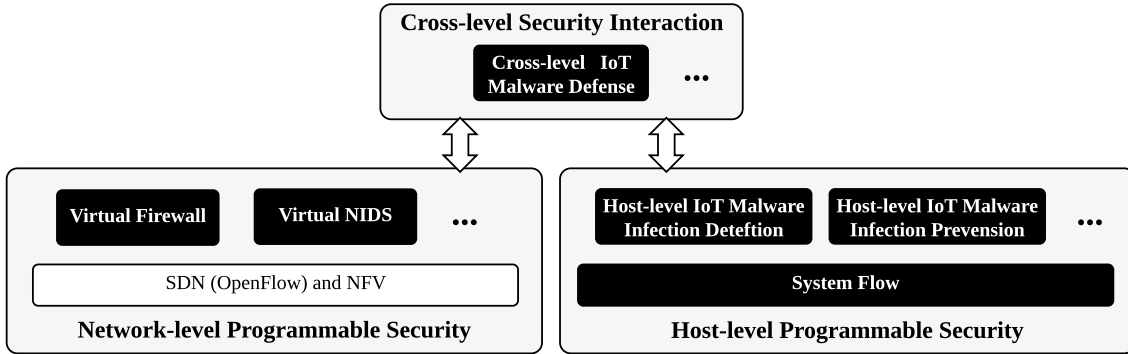 Cross-level Security Interaction
Cross-level IoT
Malware Defense
...
Virtual Firewall
Virtual NIDS
...
SDN (OpenFlow) and NFV
Network-level Programmable Security
Host-level IoT Malware
Infection Deteftion
Host-level IoT Malware
Infection Prevension
...
System Flow
Host-level Programmable Security